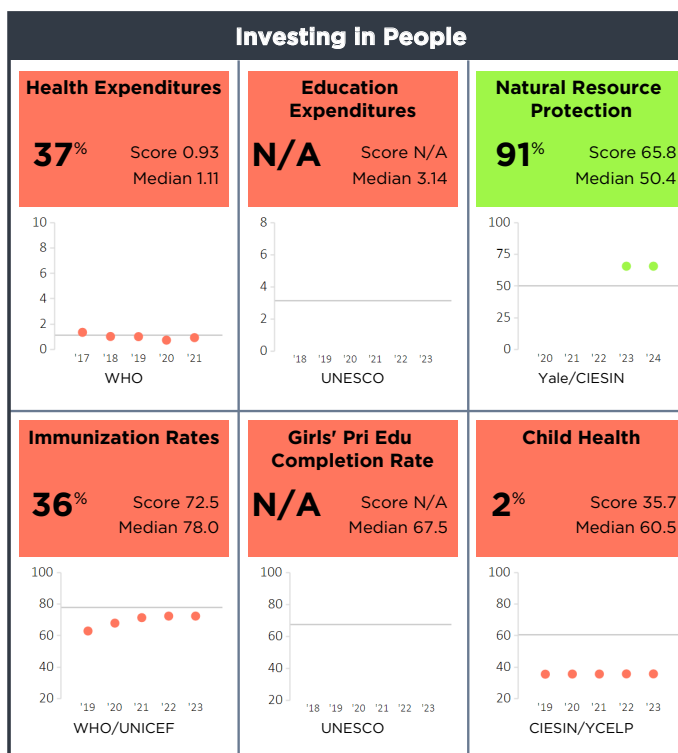 Investing in People
Health Expenditures
37%
Score 0.93
Median 1.11
10
8
6
4
2
0
'17 '18 '19 '20 '21
WHO
Education
Expenditures
N/A
Score N/A
Median 3.14
8
6
4
2
0
'18 '19 '20 '21 '22 '23
UNESCO
Natural Resource
Protection
91%
Score 65.8
Median 50.4
100
75
50
25
0
'20 '21 '22 '23 '24
Yale/CIESIN
Immunization Rates
36%
Score 72.5
Median 78.0
100
80
60
40
20
'19 '20 '21 '22 '23
WHO/UNICEF
Girls' Pri Edu
Completion Rate
N/A
Score N/A
Median 67.5
100
80
60
40
20
'18 '19 '20 '21 '22 '23
UNESCO
Child Health
2%
Score 35.7
Median 60.5
100
80
60
40
20
'19 '20 '21 '22 '23
CIESIN/YCELP